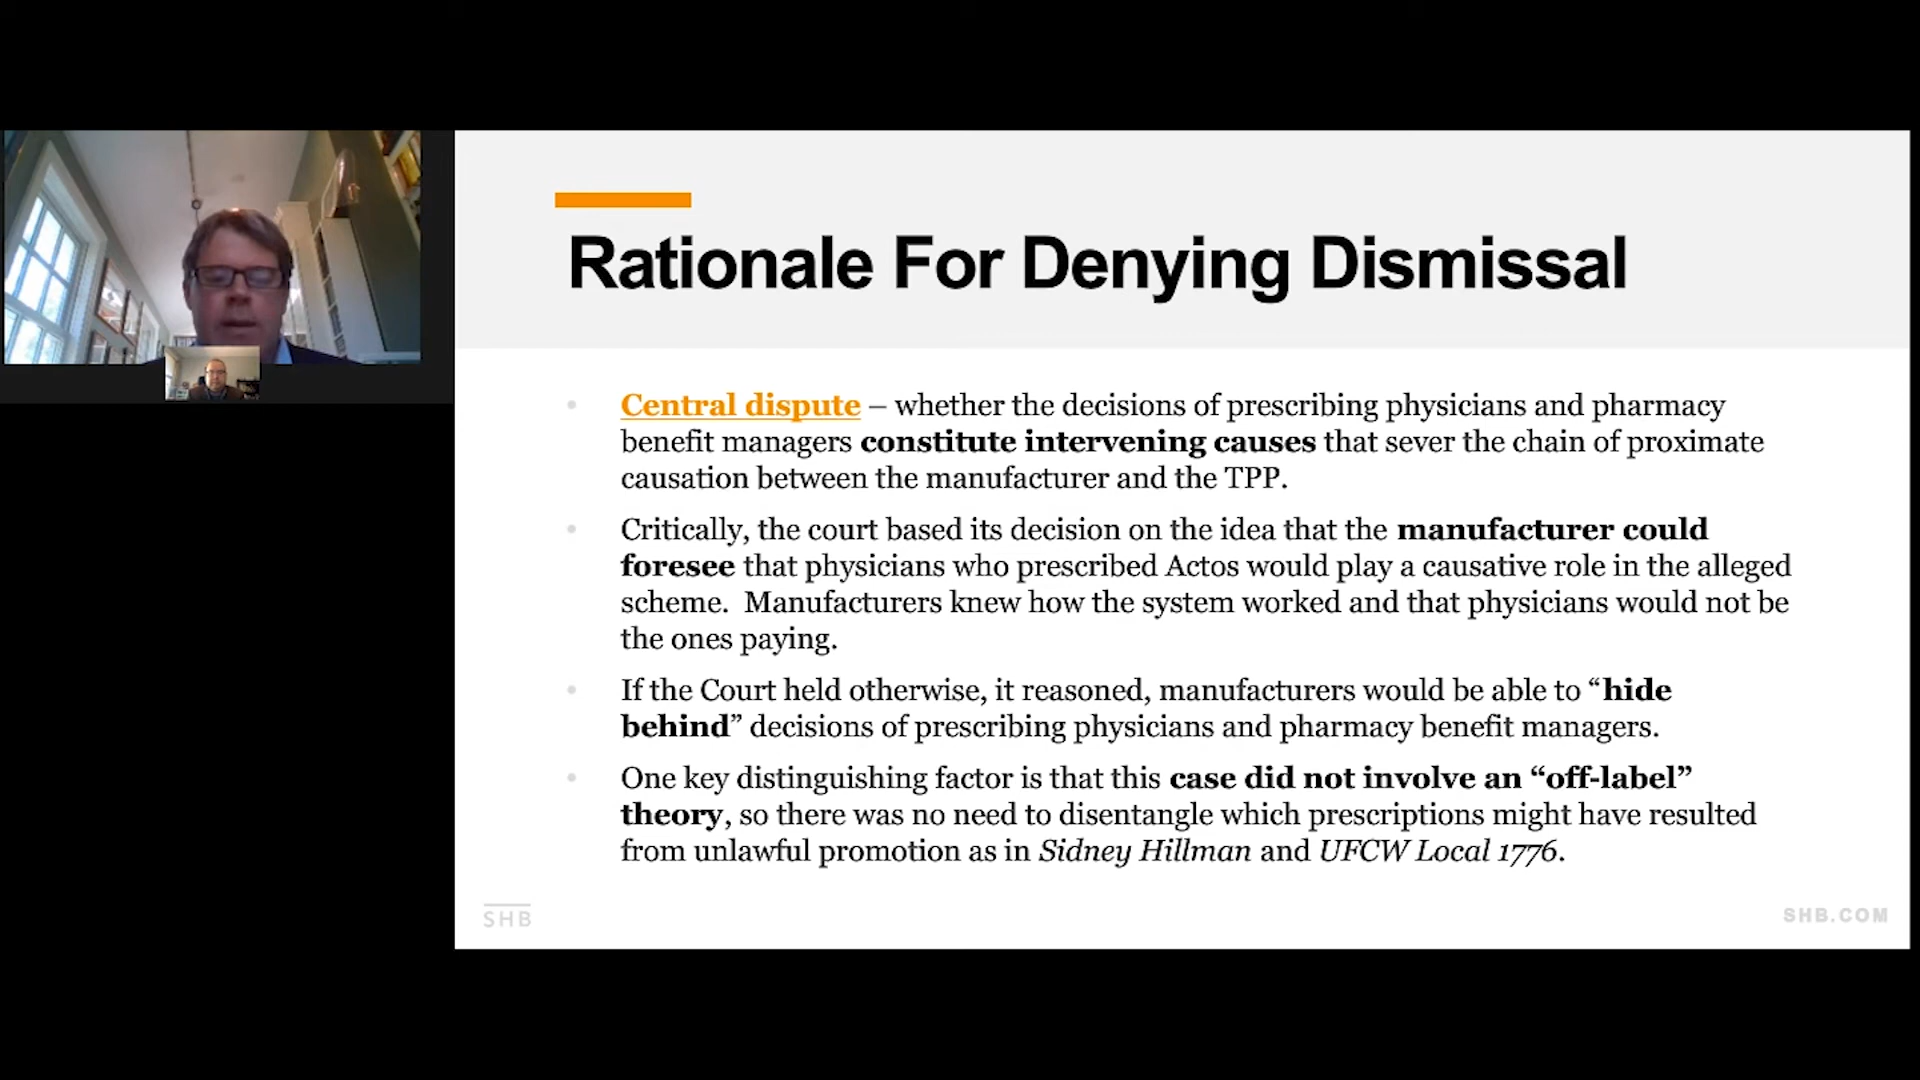 Rationale For Denying Dismissal
• Central dispute – whether the decisions of prescribing physicians and pharmacy
benefit managers constitute intervening causes that sever the chain of proximate
causation between the manufacturer and the TPP.
• Critically, the court based its decision on the idea that the manufacturer could
foresee that physicians who prescribed Actos would play a causative role in the alleged
scheme.  Manufacturers knew how the system worked and that physicians would not be
the ones paying.
• If the Court held otherwise, it reasoned, manufacturers would be able to “hide
behind” decisions of prescribing physicians and pharmacy benefit managers.
• One key distinguishing factor is that this case did not involve an “off-label”
theory, so there was no need to disentangle which prescriptions might have resulted
from unlawful promotion as in Sidney Hillman and UFCW Local 1776.
SHB
SHB.COM